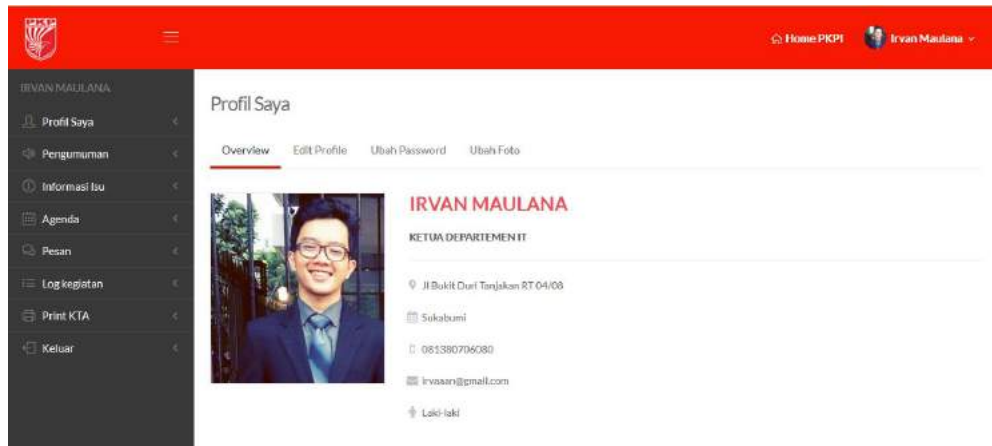 PKP
Home PKPI
Irvan Maulana
IRVAN MAULANA
Profil Saya
Pengumuman
Informasi Isu
Agenda
Pesan
Log kegiatan
Print KTA
Keluar
Profil Saya
Overview Edit Profile Ubah Password Ubah Foto
IRVAN MAULANA
KETUA DEPARTEMEN IT
Jl Bukit Duri Tanjakan RT 04/08
Sukabumi
081380706080
irvaaan@gmail.com
Laki-laki